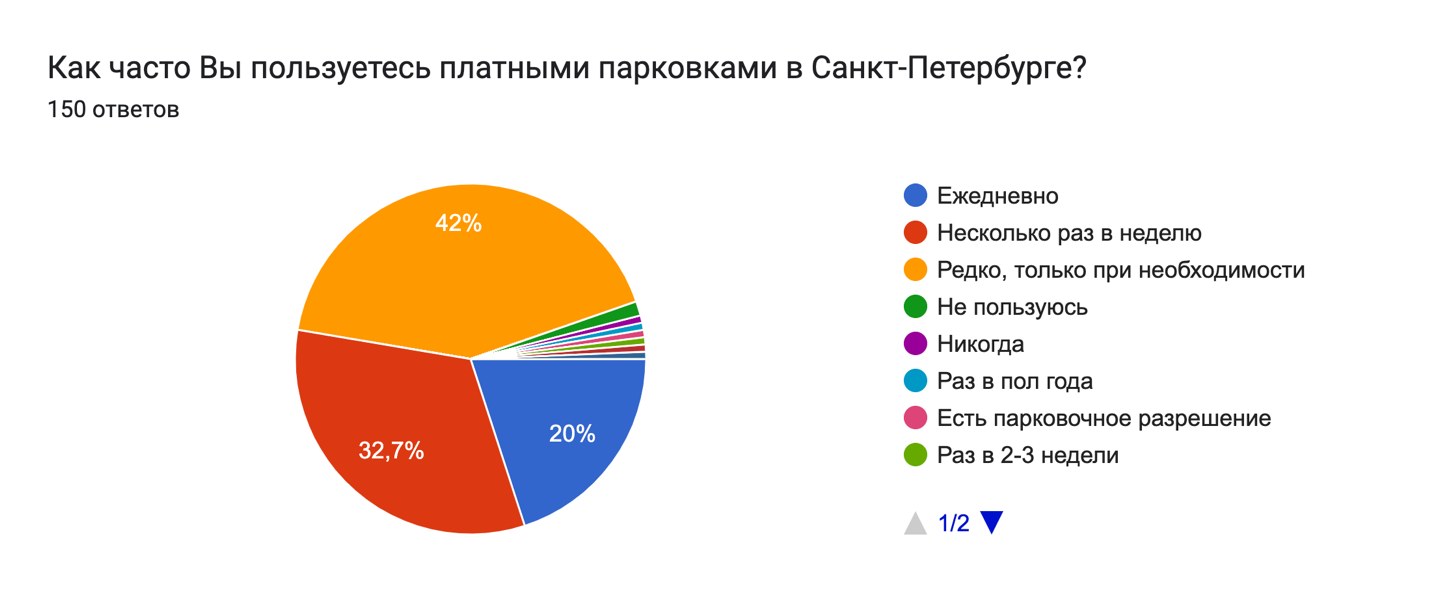 Как часто Вы пользуетесь платными парковками в Санкт-Петербурге?
150 ответов
42%
32,7%
20%
Ежедневно
Несколько раз в неделю
Редко, только при необходимости
Не пользуюсь
Никогда
Раз в пол года
Есть парковочное разрешение
Раз в 2-3 недели
1/2